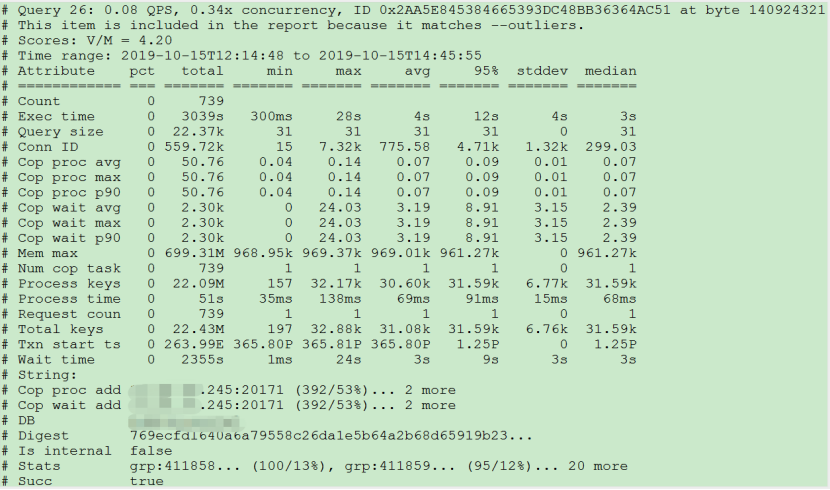 # Query 26: 0.08 QPS, 0.34x concurrency, ID 0x2AA5E845384665393DC48BB36364AC51 at byte 140924321
# This item is included in the report because it matches --outliers.
# Scores: V/M = 4.20
# Time range: 2019-10-15T12:14:48 to 2019-10-15T14:45:55
# Attribute    pct   total     min     max     avg     95%  stddev  median
# ============ === ======= ======= ======= ======= ======= ======= =======
# Count          0     739
# Exec time      0   3039s   300ms     28s      4s     12s      4s      3s
# Query size     0  22.37k      31      31      31      31       0      31
# Conn ID        0 559.72k      15   7.32k  775.58   4.71k   1.32k  299.03
# Cop proc avg   0   50.76    0.04    0.14    0.07    0.09    0.01    0.07
# Cop proc max   0   50.76    0.04    0.14    0.07    0.09    0.01    0.07
# Cop proc p90   0   50.76    0.04    0.14    0.07    0.09    0.01    0.07
# Cop wait avg   0   2.30k       0   24.03    3.19    8.91    3.15    2.39
# Cop wait max   0   2.30k       0   24.03    3.19    8.91    3.15    2.39
# Cop wait p90   0   2.30k       0   24.03    3.19    8.91    3.15    2.39
# Mem max        0 699.31M 968.95k 969.37k 969.01k 961.27k       0 961.27k
# Num cop task   0     739       1       1       1       1       0       1
# Process keys   0  22.09M     157  32.17k  30.60k  31.59k   6.77k  31.59k
# Process time   0     51s    35ms   138ms    69ms    91ms    15ms    68ms
# Request coun   0     739       1       1       1       1       0       1
# Total keys     0  22.43M     197  32.88k  31.08k  31.59k   6.76k  31.59k
# Txn start ts   0 263.99E 365.80P 365.81P 365.80P   1.25P       0   1.25P
# Wait time      0   2355s     1ms     24s      3s      9s      3s      3s
# String:
# Cop proc add .245:20171 (392/53%)... 2 more
# Cop wait add .245:20171 (392/53%)... 2 more
# DB
# Digest       769ecfd1640a6a79558c26da1e5b64a2b68d65919b23...
# Is internal  false
# Stats        grp:411858... (100/13%), grp:411859... (95/12%)... 20 more
# Succ         true